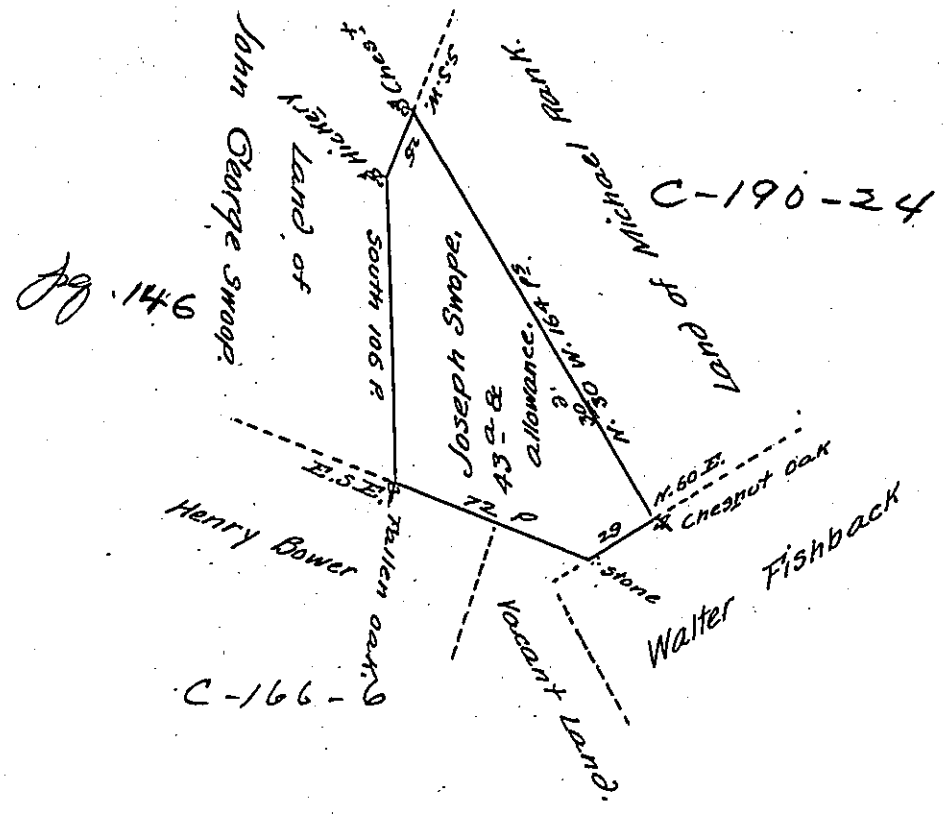 John George Swoop.
Land of
Hickery
Ches. x
S.S.W.
25
Land of Michael Rank.
C-190-24
pg. 146
South 106 P.
Joseph Swope.
43 a &
allowance.
N. 30 W. 164 Ps.
N. 60 E.
Chesnut oak
29
stone
Walter Fishback
E.S.E.
72 P
Henry Bower
Fallen oak.
Vacant Land.
C-166-6